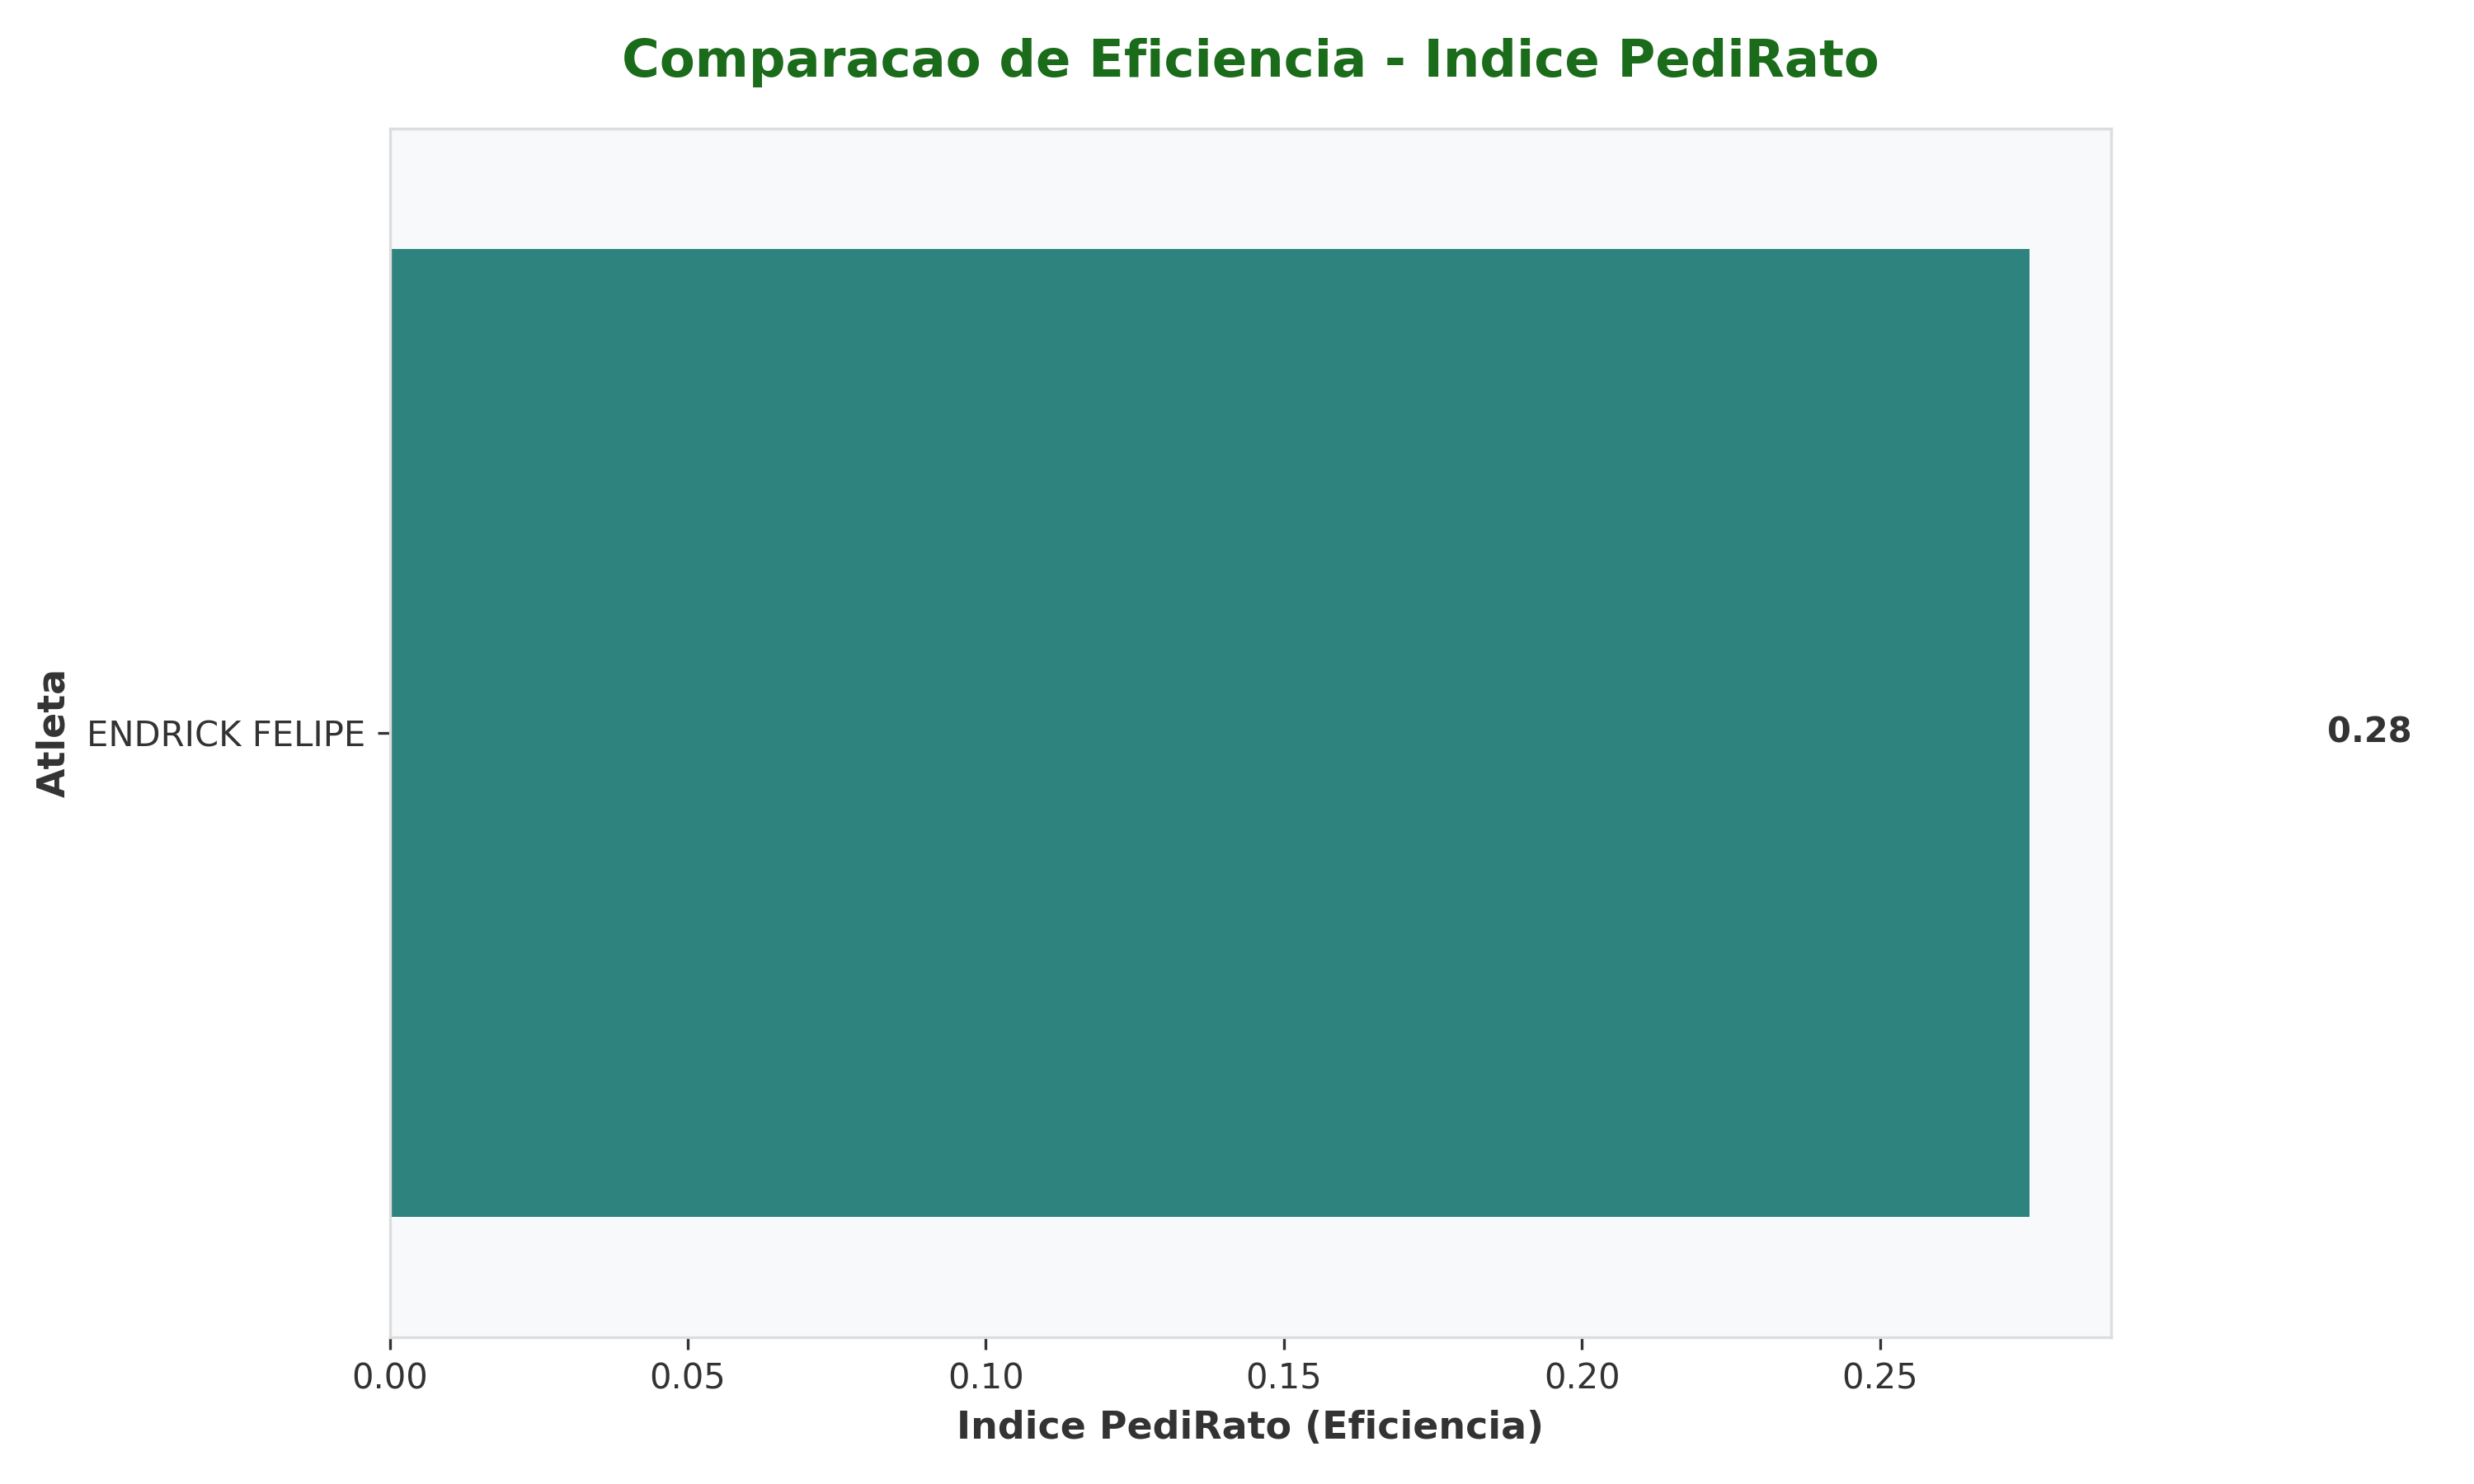 Comparacao de Eficiencia - Indice PediRato
Atleta
ENDRICK FELIPE
0.28
0.00 0.05 0.10 0.15 0.20 0.25
Indice PediRato (Eficiencia)